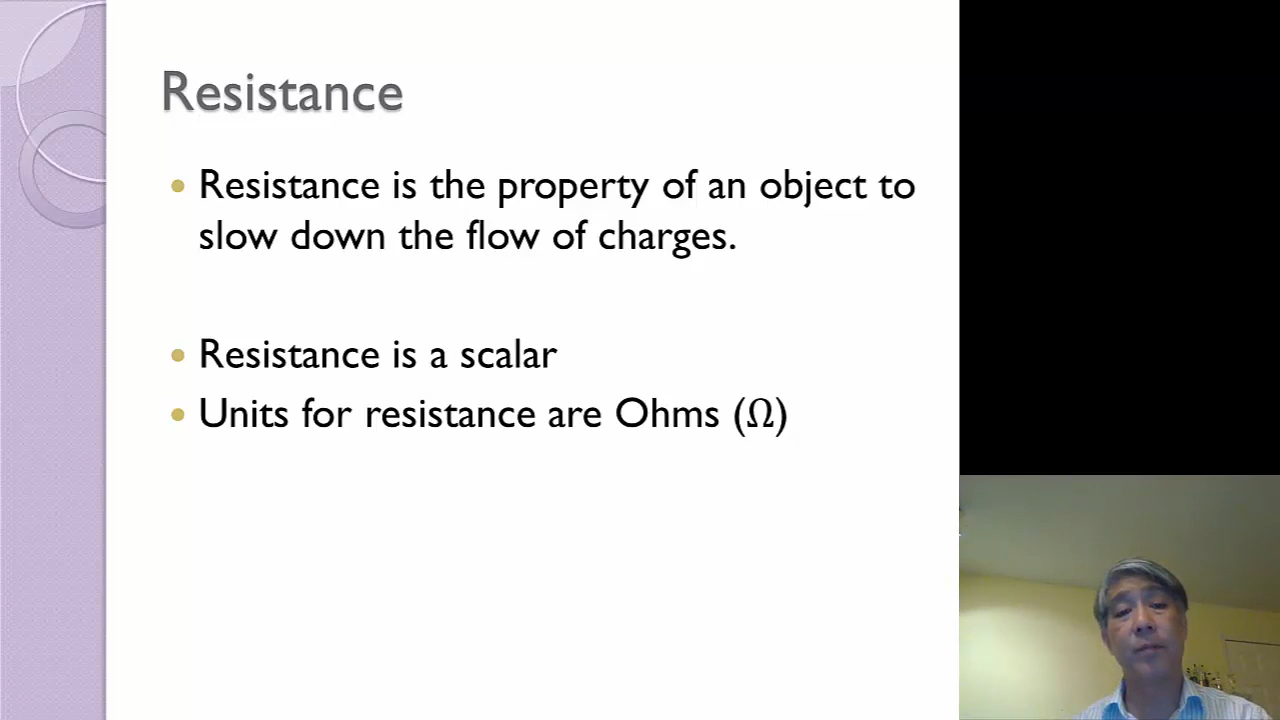 Resistance
Resistance is the property of an object to
slow down the flow of charges.
Resistance is a scalar
Units for resistance are Ohms (Ω)